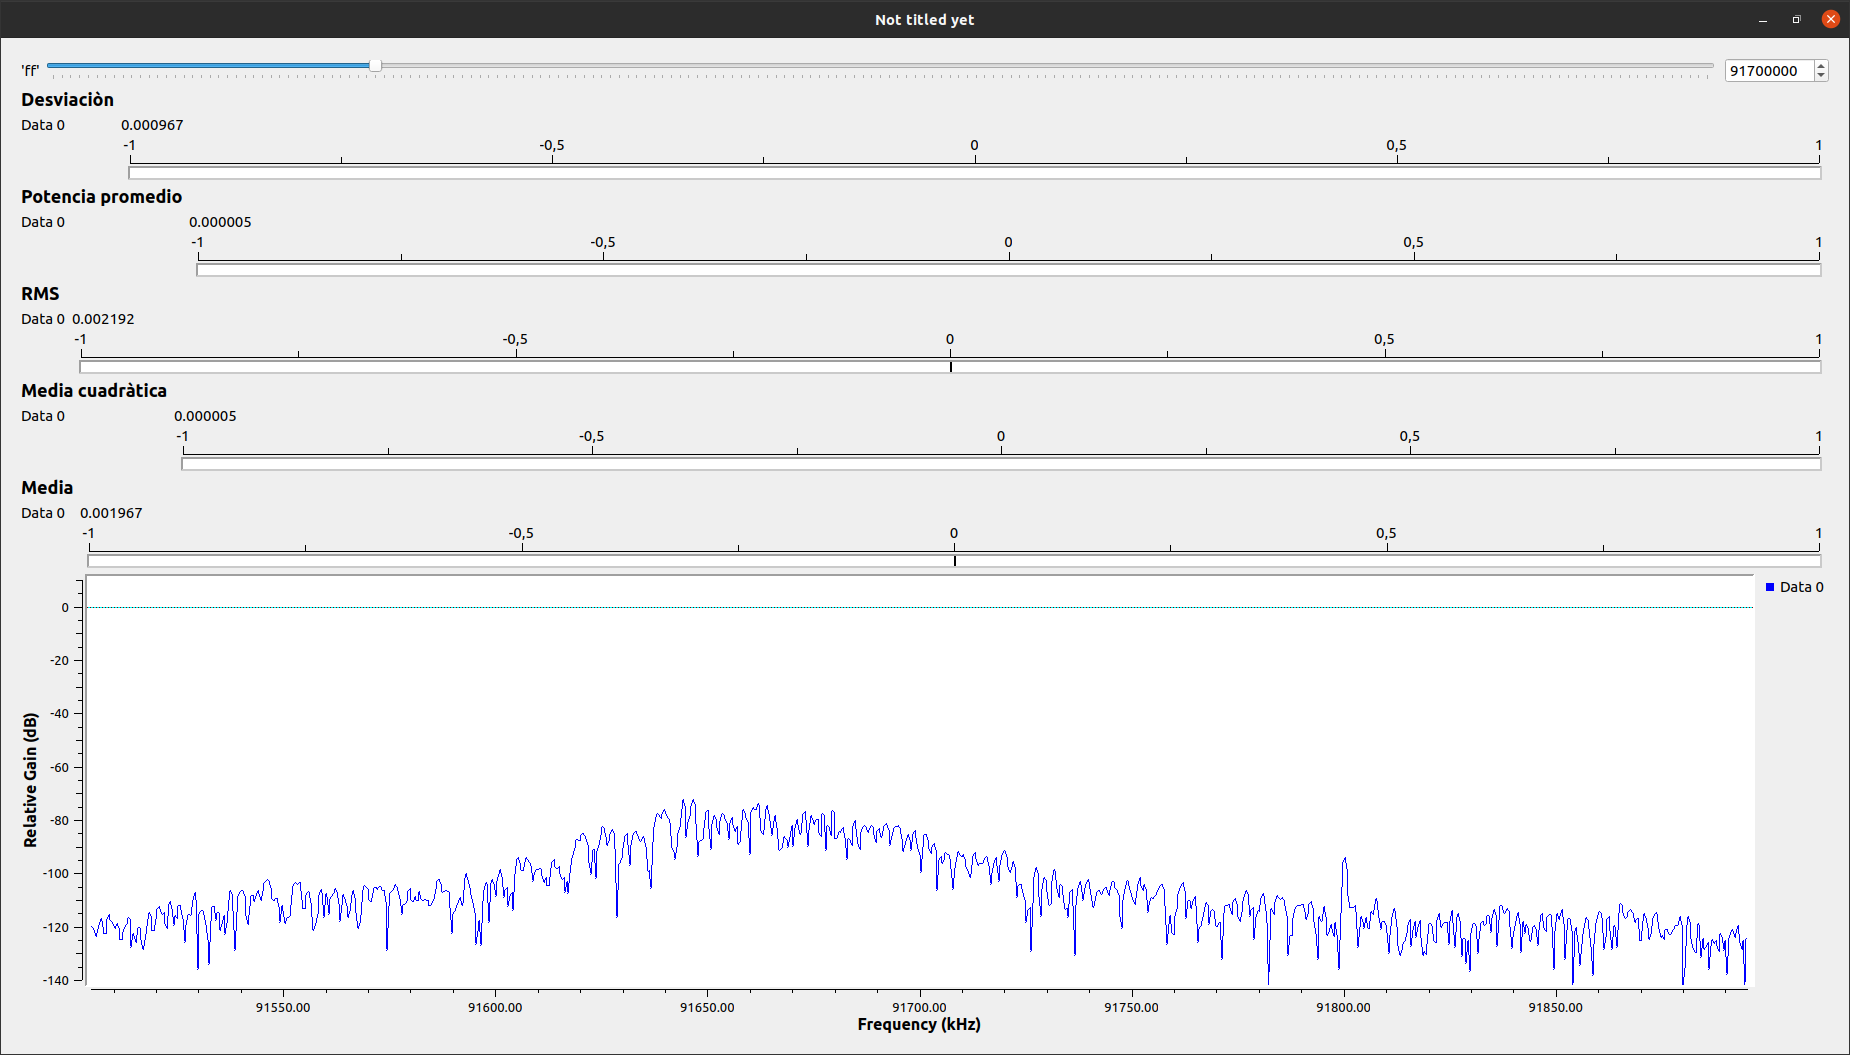 Not titled yet
'ff' 91700000
Desviaciòn
Data 0 0.000967
-1 -0,5 0 0,5 1
Potencia promedio
Data 0 0.000005
-1 -0,5 0 0,5 1
RMS
Data 0 0.002192
-1 -0,5 0 0,5 1
Media cuadràtica
Data 0 0.000005
-1 -0,5 0 0,5 1
Media
Data 0 0.001967
-1 -0,5 0 0,5 1
Data 0
Relative Gain (dB)
0
-20
-40
-60
-80
-100
-120
-140
91550.00 91600.00 91650.00 91700.00 91750.00 91800.00 91850.00
Frequency (kHz)